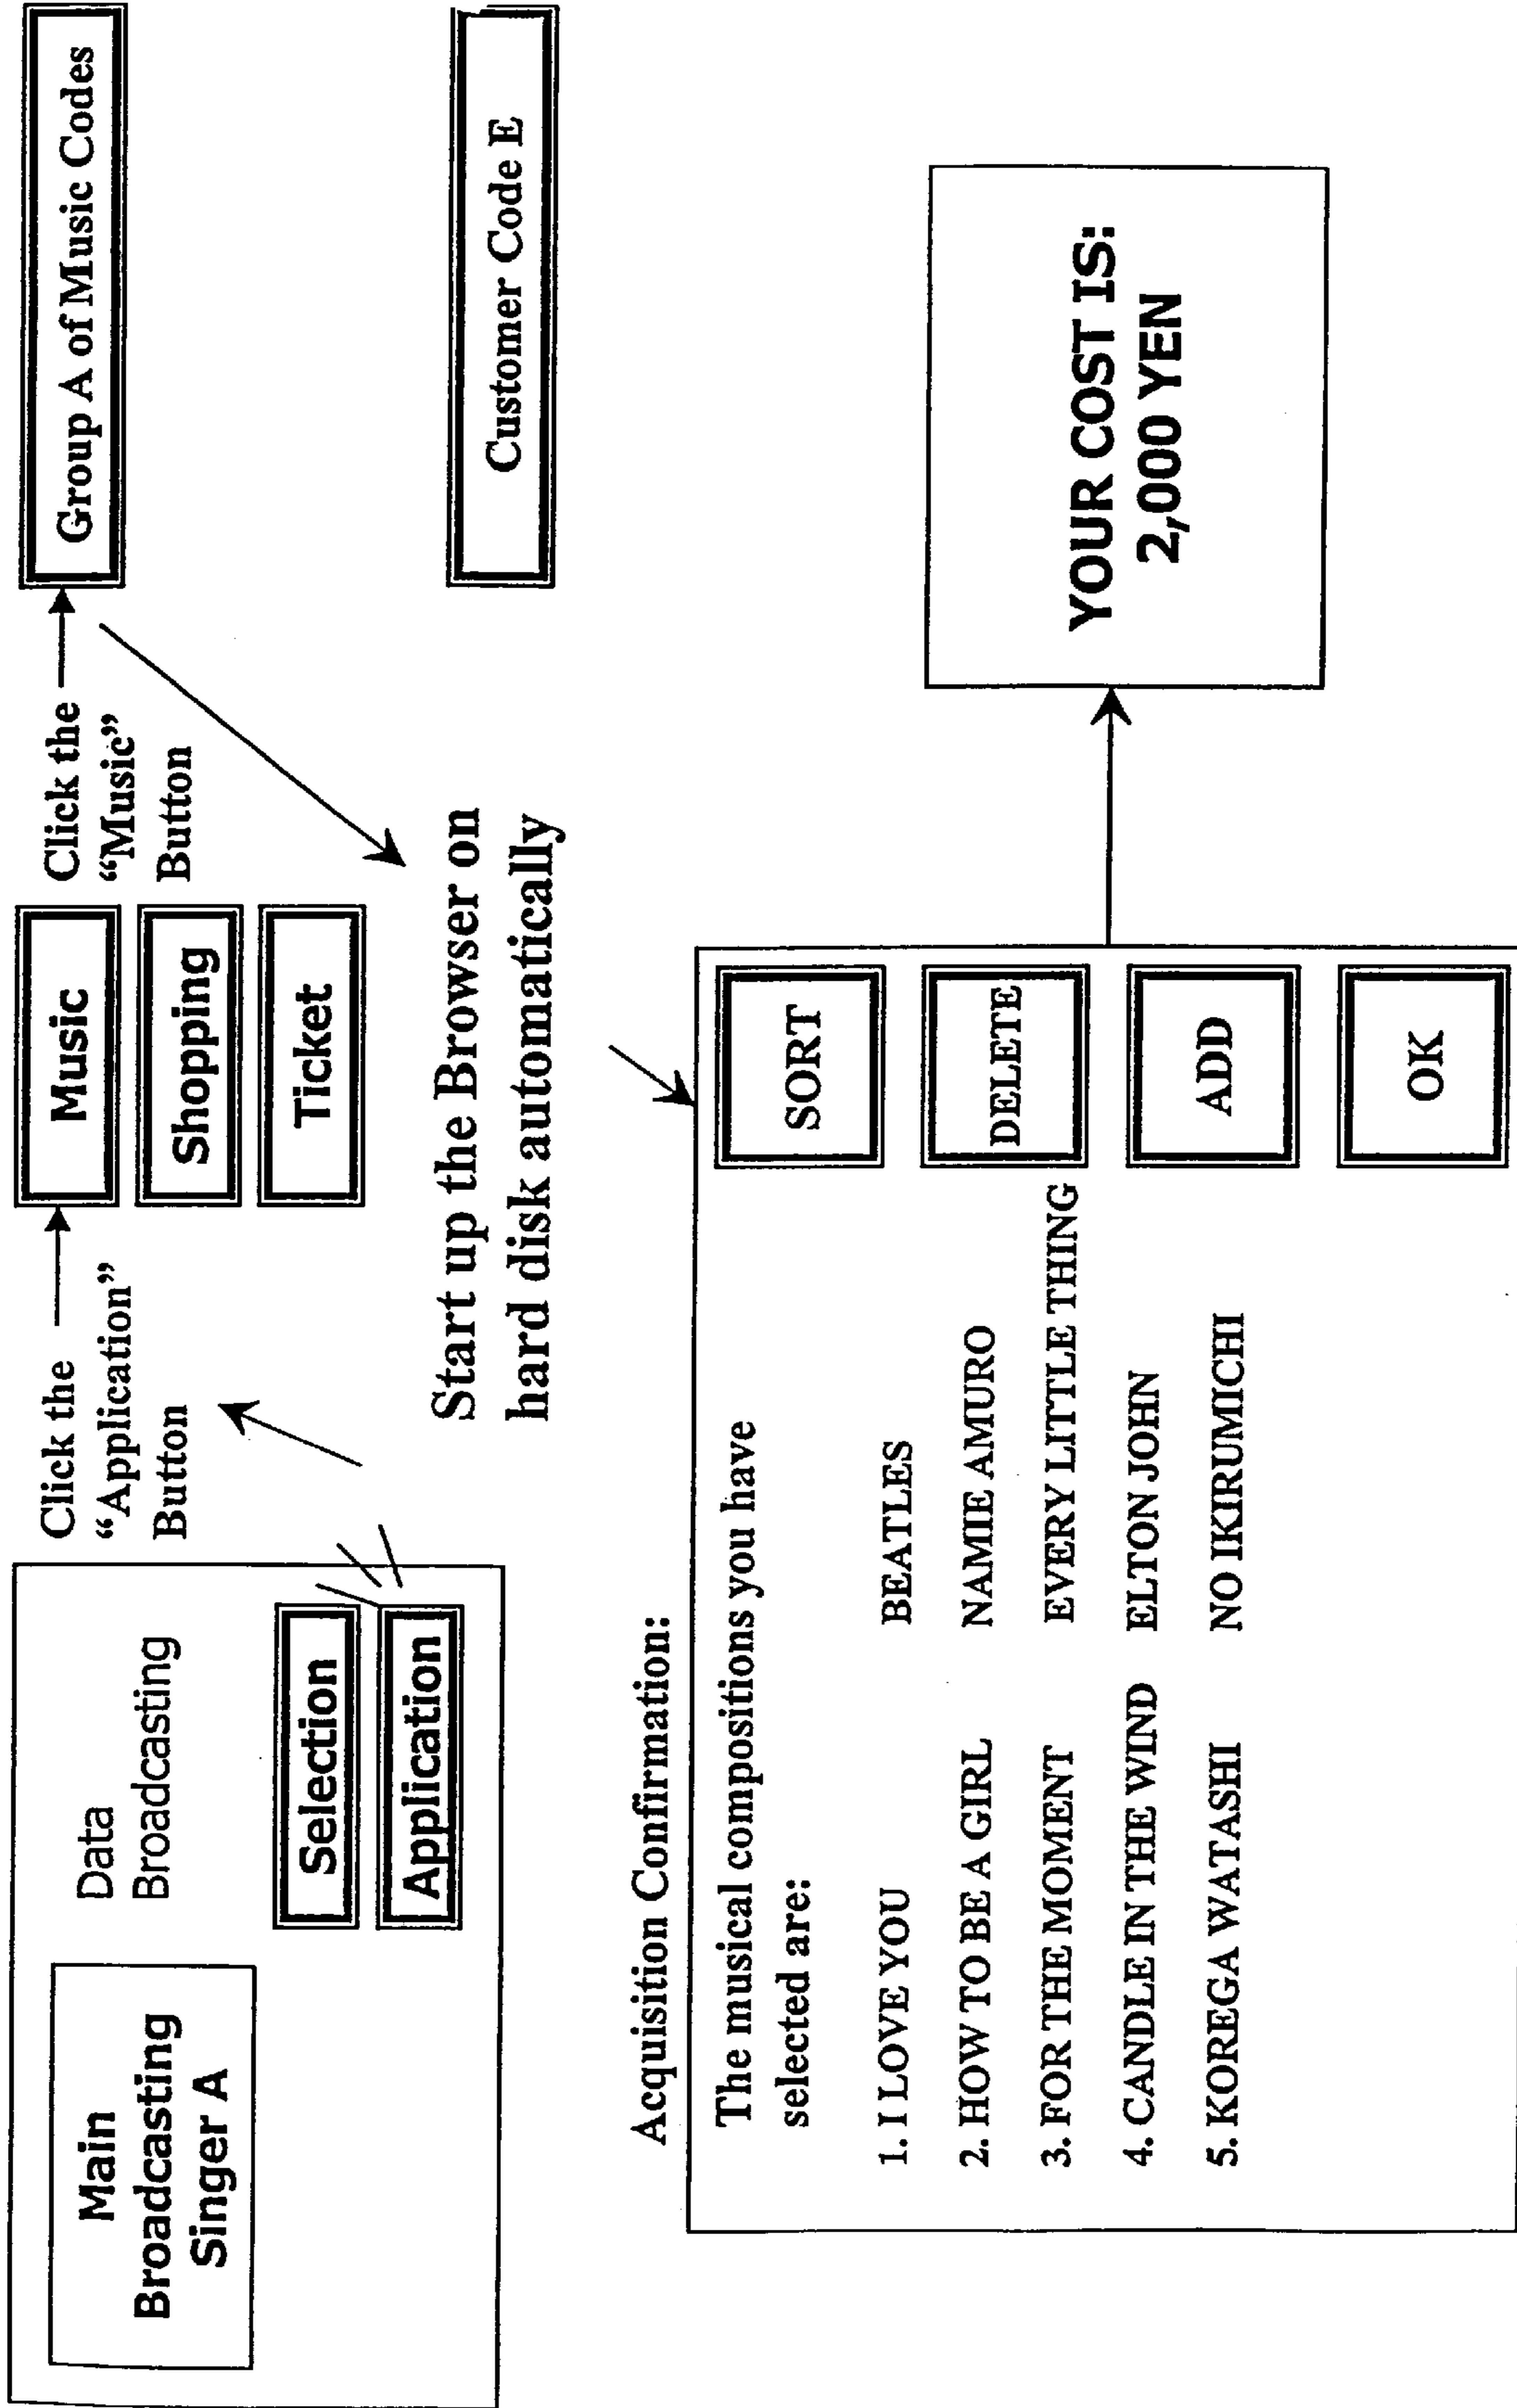 Main
Broadcasting
Singer A
Data
Broadcasting
Selection
Application
Click the
“Application”
Button
Music
Shopping
Ticket
Click the
“Music”
Button
Group A of Music Codes
Customer Code E
Start up the Browser on
hard disk automatically
Acquisition Confirmation:
The musical compositions you have
selected are:
1. I LOVE YOU BEATLES
2. HOW TO BE A GIRL NAMIE AMURO
3. FOR THE MOMENT EVERY LITTLE THING
4. CANDLE IN THE WIND ELTON JOHN
5. KOREGA WATASHI NO IKIRUMICHI
SORT
DELETE
ADD
OK
YOUR COST IS:
2,000 YEN